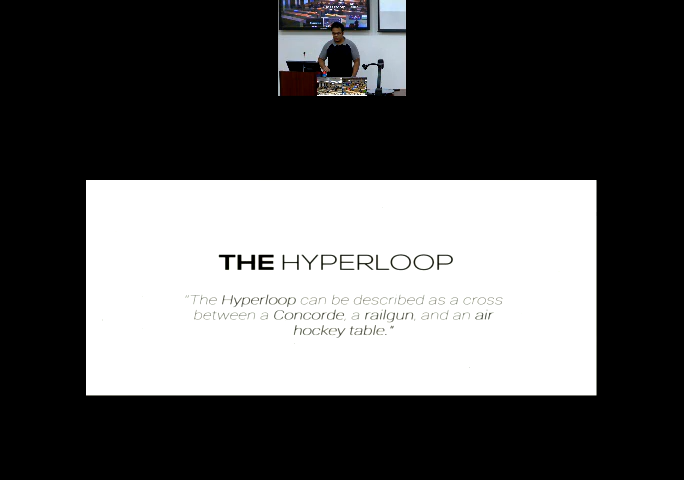 THE HYPERLOOP
"The Hyperloop can be described as a cross
between a Concorde, a railgun, and an air
hockey table."